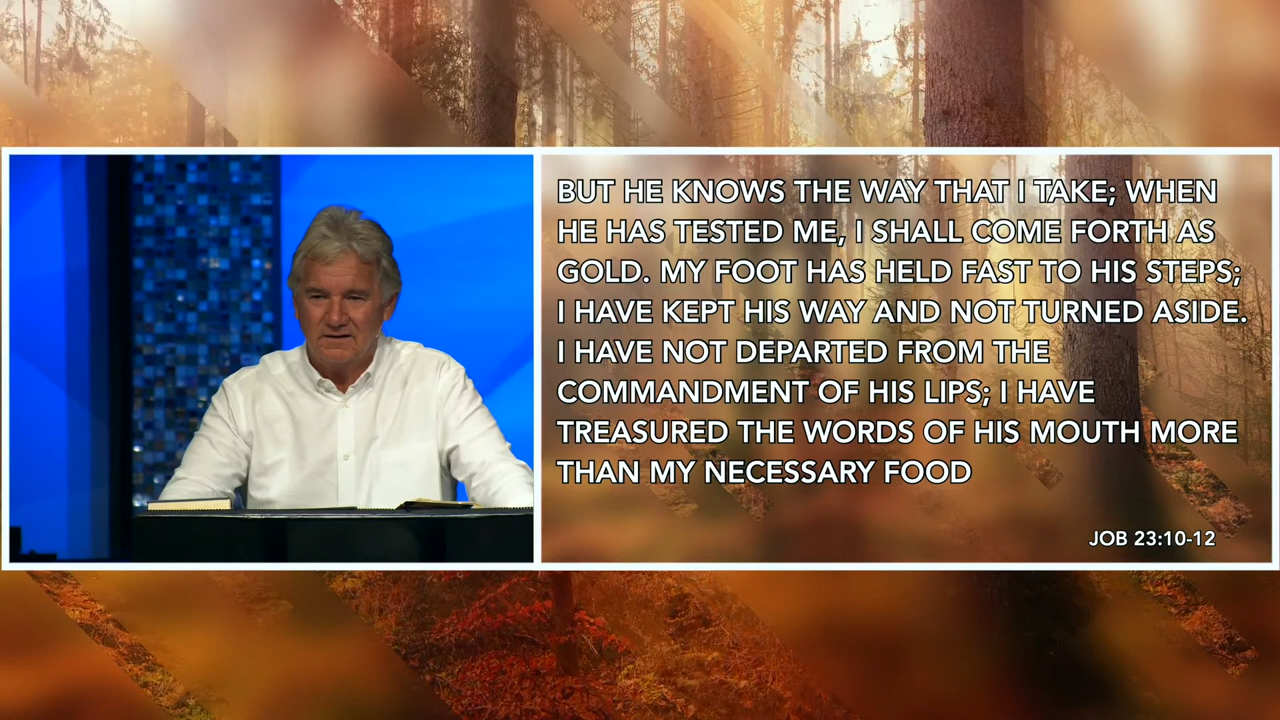 BUT HE KNOWS THE WAY THAT I TAKE; WHEN
HE HAS TESTED ME, I SHALL COME FORTH AS
GOLD. MY FOOT HAS HELD FAST TO HIS STEPS;
I HAVE KEPT HIS WAY AND NOT TURNED ASIDE.
I HAVE NOT DEPARTED FROM THE
COMMANDMENT OF HIS LIPS; I HAVE
TREASURED THE WORDS OF HIS MOUTH MORE
THAN MY NECESSARY FOOD
JOB 23:10-12